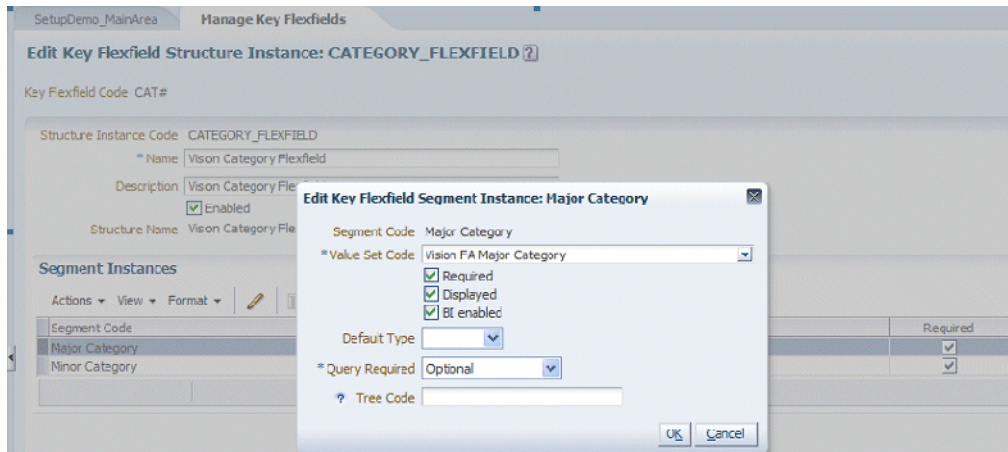 SetupDemo_MainArea
Manage Key Flexfields
Edit Key Flexfield Structure Instance: CATEGORY_FLEXFIELD
Key Flexfield Code CAT#
Structure Instance Code CATEGORY_FLEXFIELD
* Name Vison Category Flexfield
Description Vison Category Flex
Enabled
Structure Name Vison Category Fle
Segment Instances
Actions View Format
Segment Code
Required
Major Category
Minor Category
Edit Key Flexfield Segment Instance: Major Category
Segment Code Major Category
* Value Set Code Vision FA Major Category
Required
Displayed
BI enabled
Default Type
* Query Required Optional
? Tree Code
OK Cancel